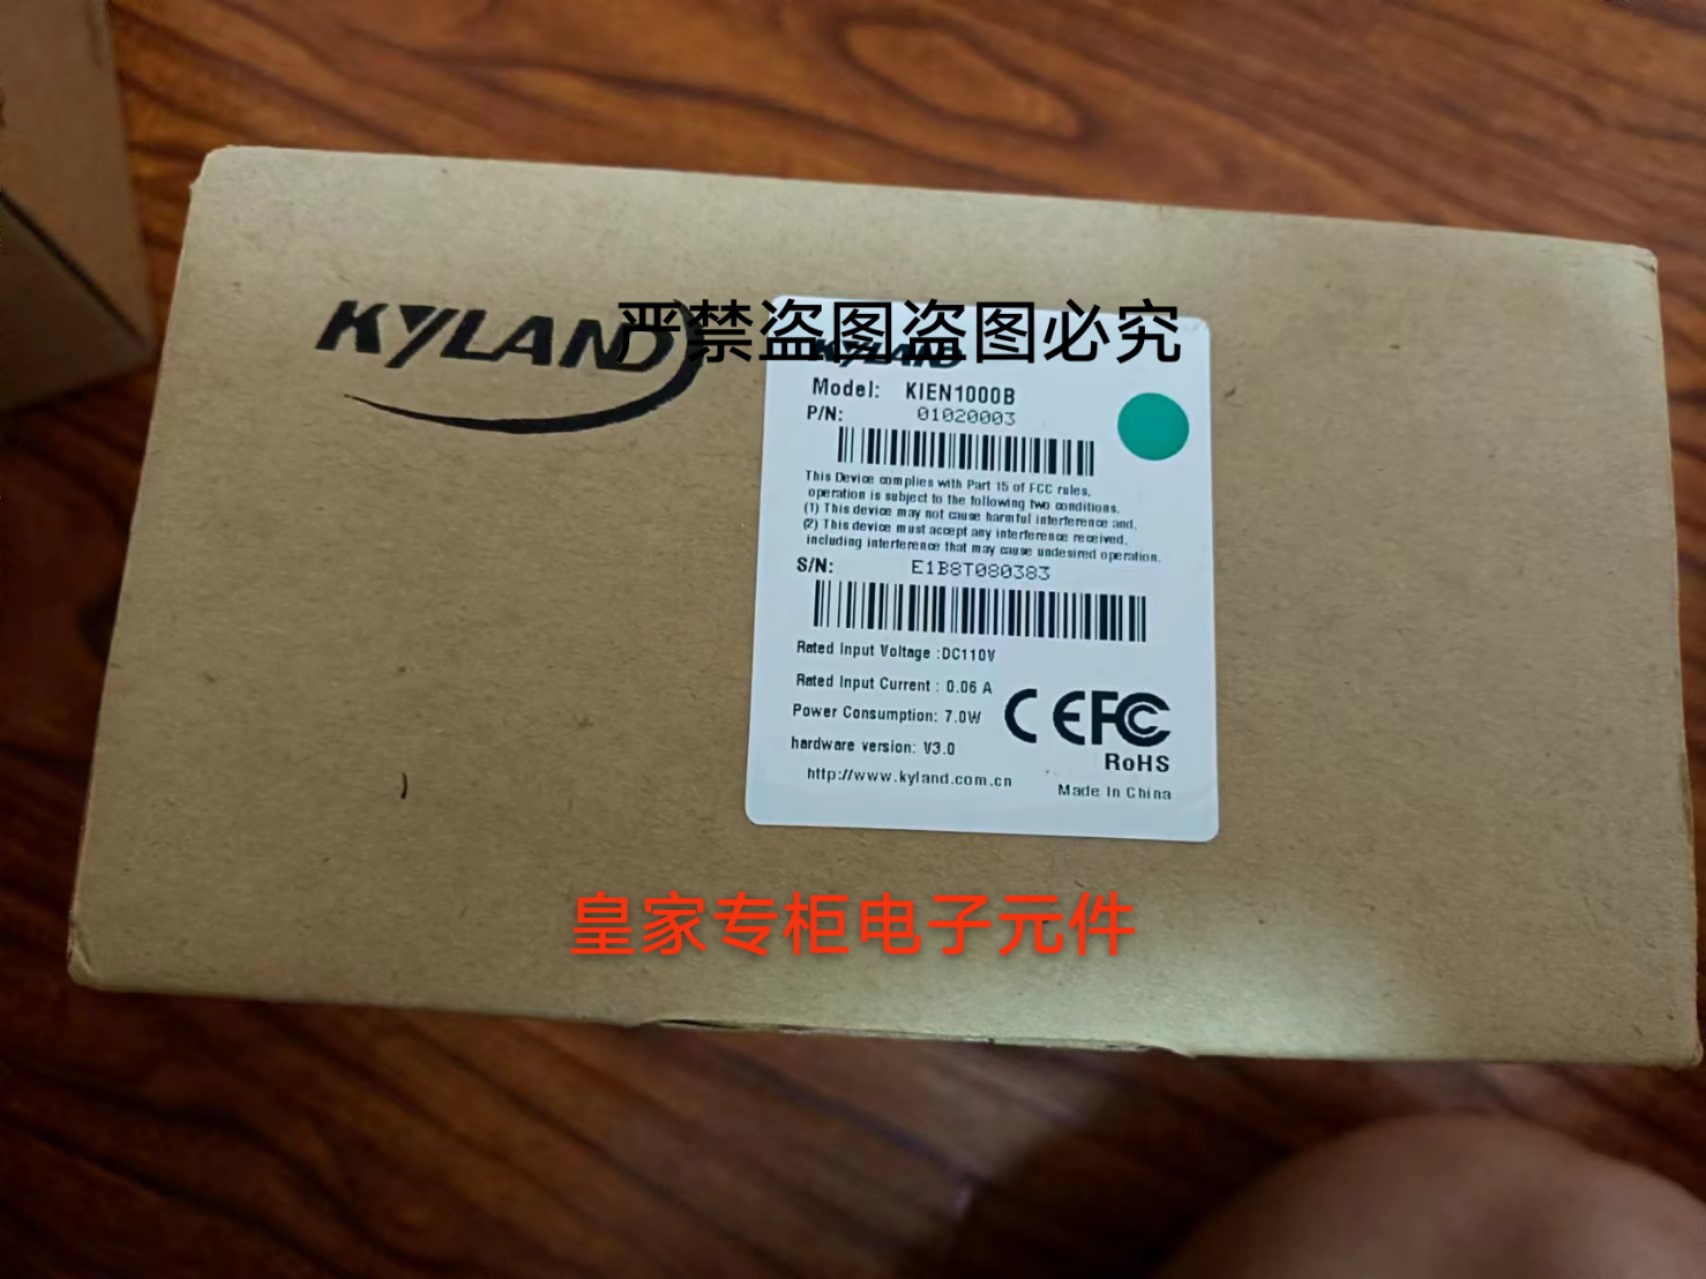 KYLAND
严禁盗图盗图必究
KYLAND
Model: KIEN1000B
P/N: 01020003
This Device complies with Part 15 of FCC rules,
operation is subject to the following two conditions.
(1) This device may not cause harmful interference and,
(2) This device must accept any interference received,
including interference that may cause undesired operation.
S/N: E1B8T080383
Rated Input Voltage :DC110V
Rated Input Current : 0.06 A
Power Consumption: 7.0W
hardware version: V3.0
http://www.kyland.com.cn
CE FC
RoHS
Made In China
皇家专柜电子元件